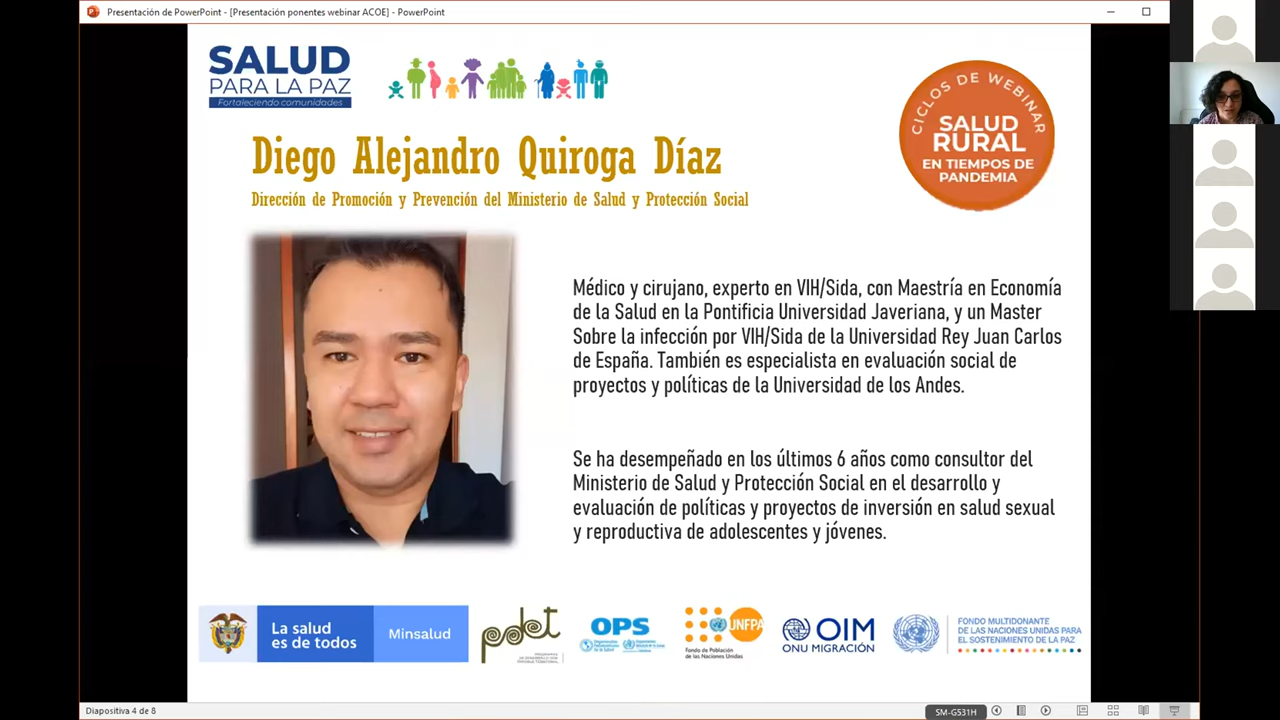 Presentación de PowerPoint - [Presentación ponentes webinar ACOE] - PowerPoint
SALUD
PARA LA PAZ
Fortaleciendo comunidades
CICLOS DE WEBINAR
SALUD
RURAL
EN TIEMPOS DE
PANDEMIA
Diego Alejandro Quiroga Díaz
Dirección de Promoción y Prevención del Ministerio de Salud y Protección Social
Médico y cirujano, experto en VIH/Sida, con Maestría en Economía
de la Salud en la Pontificia Universidad Javeriana, y un Master
Sobre la infección por VIH/Sida de la Universidad Rey Juan Carlos
de España. También es especialista en evaluación social de
proyectos y políticas de la Universidad de los Andes.
Se ha desempeñado en los últimos 6 años como consultor del
Ministerio de Salud y Protección Social en el desarrollo y
evaluación de políticas y proyectos de inversión en salud sexual
y reproductiva de adolescentes y jóvenes.
La salud
es de todos
Minsalud
pdet
OPS
UNFPA
Fondo de Población
de las Naciones Unidas
OIM
ONU MIGRACIÓN
FONDO MULTIDONANTE
DE LAS NACIONES UNIDAS PARA
EL SOSTENIMIENTO DE LA PAZ
Diapositiva 4 de 8
SM-G531H